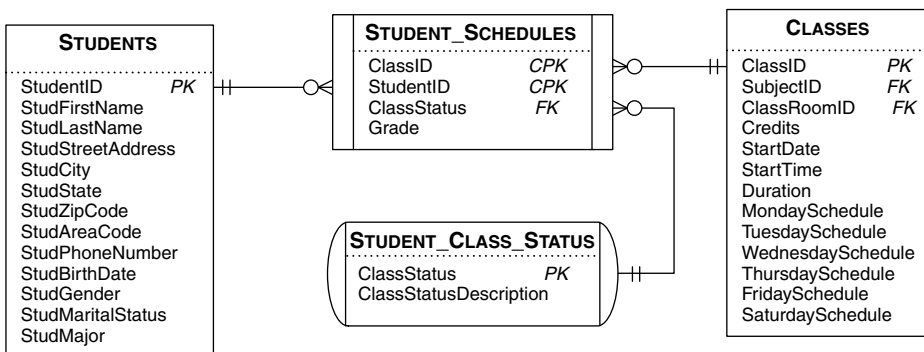 STUDENTS
StudentID PK
StudFirstName
StudLastName
StudStreetAddress
StudCity
StudState
StudZipCode
StudAreaCode
StudPhoneNumber
StudBirthDate
StudGender
StudMaritalStatus
StudMajor
STUDENT_SCHEDULES
ClassID CPK
StudentID CPK
ClassStatus FK
Grade
STUDENT_CLASS_STATUS
ClassStatus PK
ClassStatusDescription
CLASSES
ClassID PK
SubjectID FK
ClassRoomID FK
Credits
StartDate
StartTime
Duration
MondaySchedule
TuesdaySchedule
WednesdaySchedule
ThursdaySchedule
FridaySchedule
SaturdaySchedule